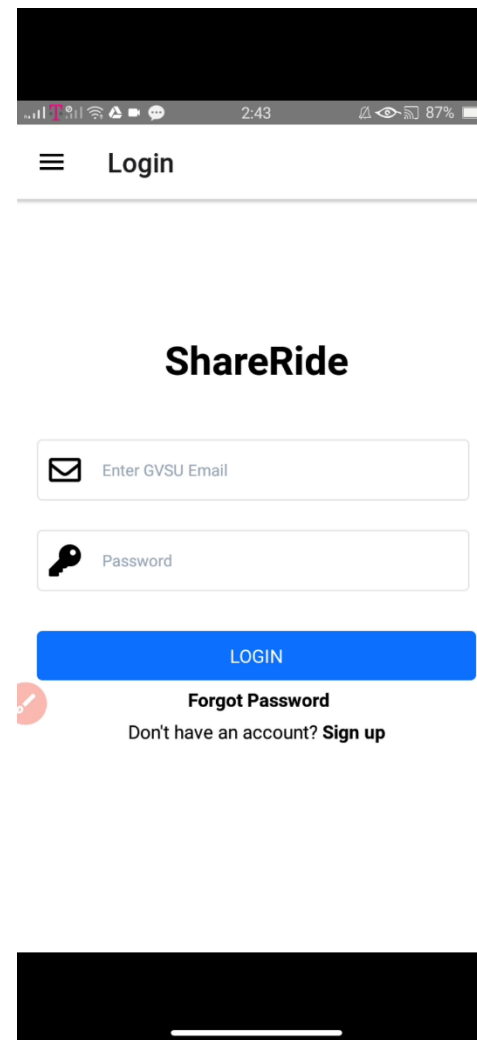 T 2:43 87%
Login
ShareRide
Enter GVSU Email
Password
LOGIN
Forgot Password
Don't have an account? Sign up